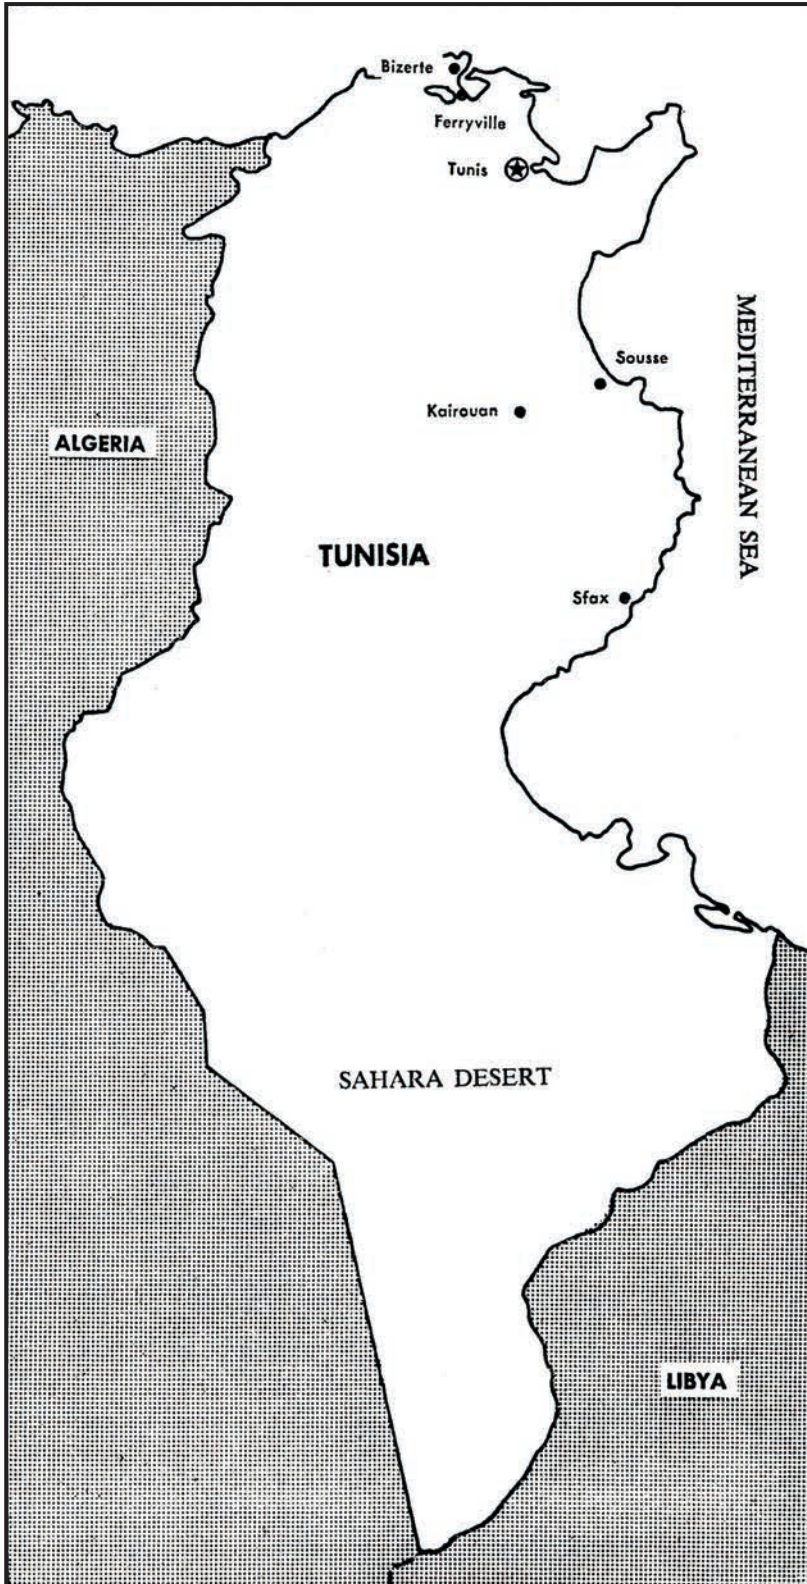 Bizerte
Ferryville
Tunis
MEDITERRANEAN SEA
Sousse
Kairouan
ALGERIA
TUNISIA
Sfax
SAHARA DESERT
LIBYA